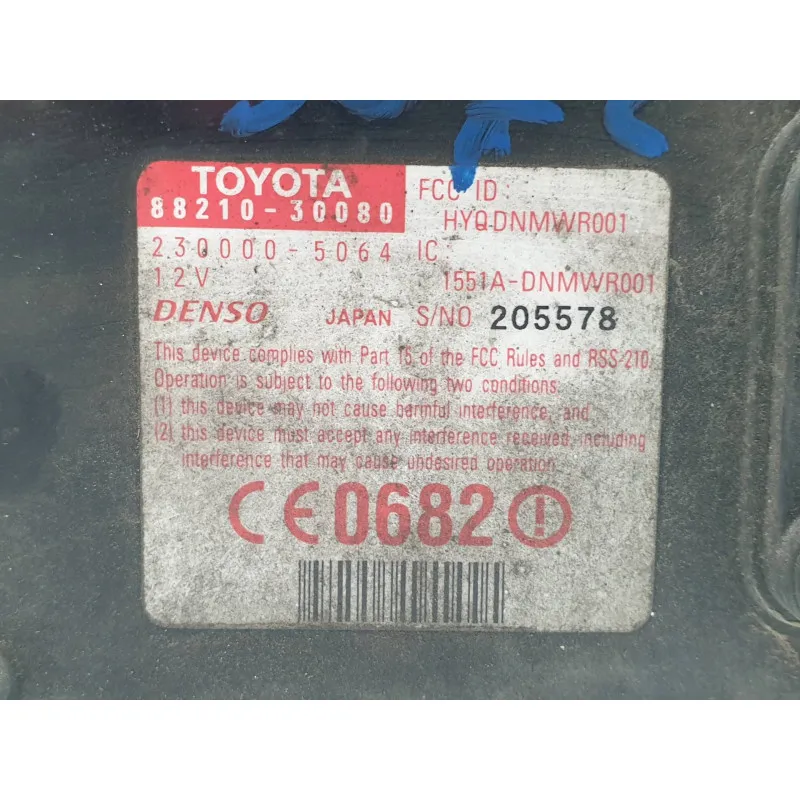 TOYOTA
88210-30080
FCC ID:
HYQDNMWR001
230000-5064 IC:
12V 1551A-DNMWR001
DENSO JAPAN S/NO 205578
This device complies with Part 15 of the FCC Rules and RSS-210.
Operation is subject to the following two conditions:
(1) this device may not cause harmful interference, and
(2) this device must accept any interference received, including
interference that may cause undesired operation.
CE0682